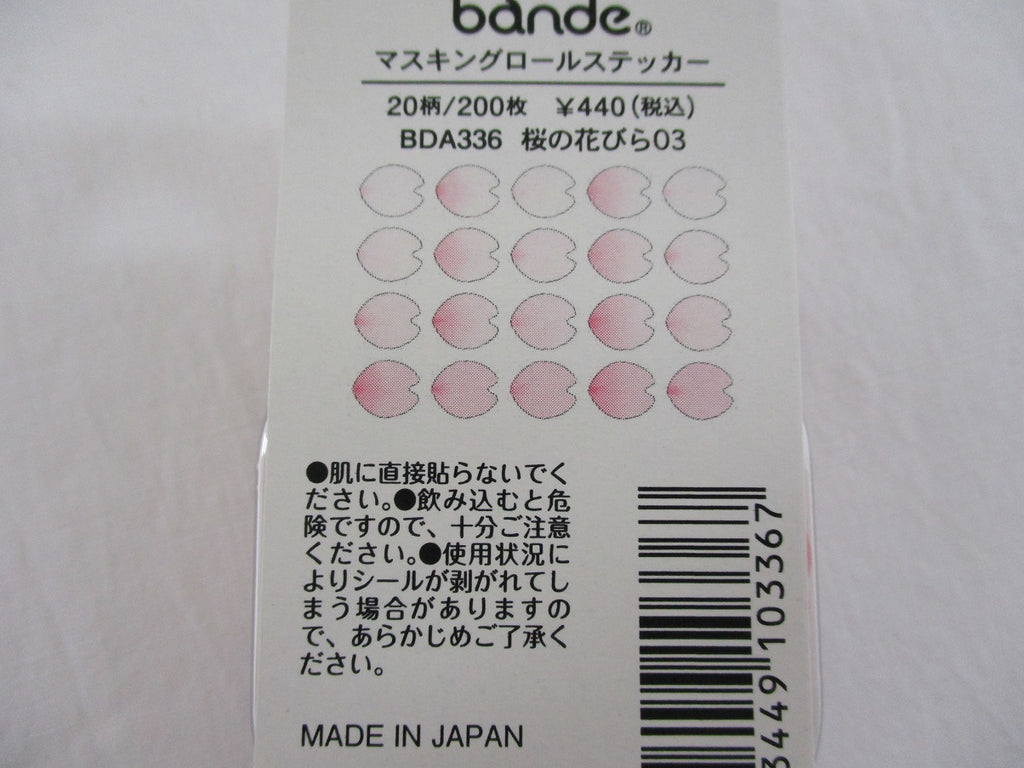 bande®
マスキングロールステッカー
20柄/200枚 ¥440(税込)
BDA336 桜の花びら03
●肌に直接貼らないでく
ださい。●飲み込むと危
険ですので、十分ご注意
ください。●使用状況に
よりシールが剥がれてし
まう場合がありますの
で、あらかじめご了承く
ださい。
MADE IN JAPAN
3449103367